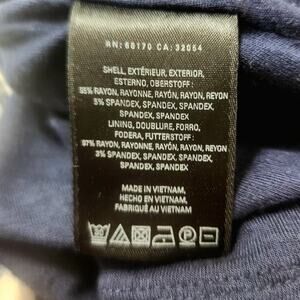 RN: 66170 CA: 32054
SHELL, EXTÉRIEUR, EXTERIOR,
ESTERNO, OBERSTOFF:
95% RAYON, RAYONNE, RAYÓN, RAYON, REYON
5% SPANDEX, SPANDEX, SPANDEX,
SPANDEX, SPANDEX
LINING, DOUBLURE, FORRO,
FODERA, FUTTERSTOFF:
97% RAYON, RAYONNE, RAYÓN, RAYON, REYON
3% SPANDEX, SPANDEX, SPANDEX,
SPANDEX, SPANDEX
MADE IN VIETNAM,
HECHO EN VIETNAM,
FABRIQUÉ AU VIETNAM